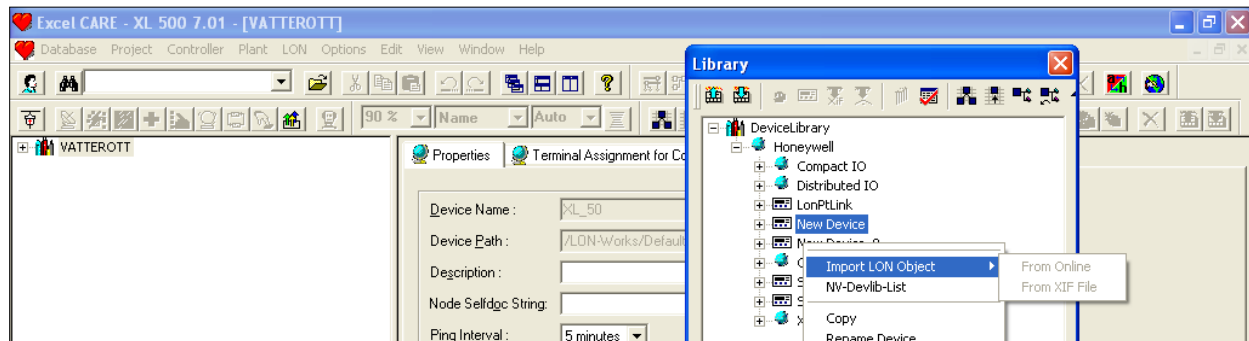 Excel CARE - XL 500 7.01 - [VATTEROTT]
Database Project Controller Plant LON Options Edit View Window Help
Library
90 % Name Auto
VATTEROTT
Properties
Terminal Assignment for Co
Device Name :
XL_50
Device Path :
/LON-Works/Default
Description :
Node Selfdoc String:
Ping Interval :
5 minutes
DeviceLibrary
Honeywell
Compact IO
Distributed IO
LonPtLink
New Device
Import LON Object
NV-Devlib-List
Copy
Rename Device
From Online
From XIF File